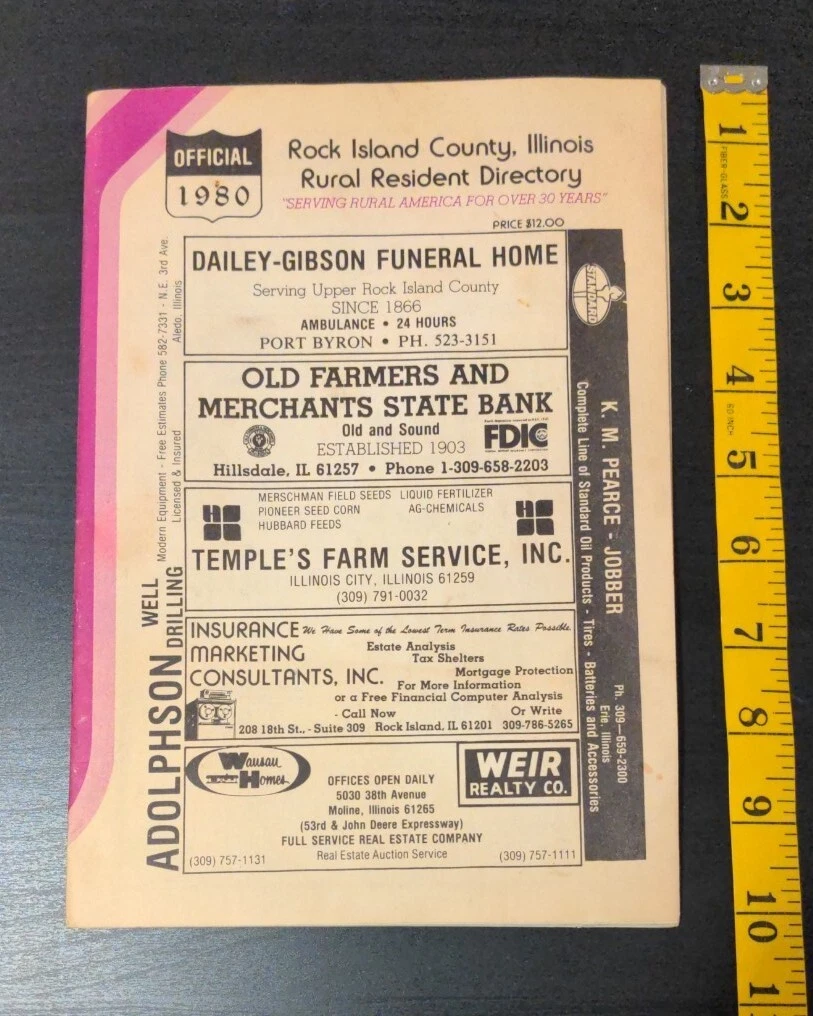 OFFICIAL
1980
Rock Island County, Illinois
Rural Resident Directory
"SERVING RURAL AMERICA FOR OVER 30 YEARS"
PRICE $12.00
DAILEY-GIBSON FUNERAL HOME
Serving Upper Rock Island County
SINCE 1866
AMBULANCE • 24 HOURS
PORT BYRON • PH. 523-3151
OLD FARMERS AND
MERCHANTS STATE BANK
Old and Sound
ESTABLISHED 1903
FDIC
Hillsdale, IL 61257 • Phone 1-309-658-2203
MERSCHMAN FIELD SEEDS LIQUID FERTILIZER
PIONEER SEED CORN AG-CHEMICALS
HUBBARD FEEDS
TEMPLE'S FARM SERVICE, INC.
ILLINOIS CITY, ILLINOIS 61259
(309) 791-0032
INSURANCE We Have Some of the Lowest Term Insurance Rates Possible.
MARKETING
CONSULTANTS, INC.
Estate Analysis
Tax Shelters
Mortgage Protection
For More Information
or a Free Financial Computer Analysis
- Call Now Or Write
208 18th St., - Suite 309 Rock Island, IL 61201 309-786-5265
Wausau
Homes
WEIR
REALTY CO.
OFFICES OPEN DAILY
5030 38th Avenue
Moline, Illinois 61265
(53rd & John Deere Expressway)
FULL SERVICE REAL ESTATE COMPANY
Real Estate Auction Service
(309) 757-1131 (309) 757-1111
ADOLPHSON WELL
DRILLING
Modern Equipment - Free Estimates Phone 582-7331 - N.E. 3rd Ave.
Licensed & Insured Aledo, Illinois
STANDARD
K. M. PEARCE - JOBBER
Complete Line of Standard Oil Products - Tires - Batteries and Accessories
Ph. 309—659-2300
Erie, Illinois
1
FIBER-GLASS
2
3
4
60 INCH
5
6
7
8
9
10